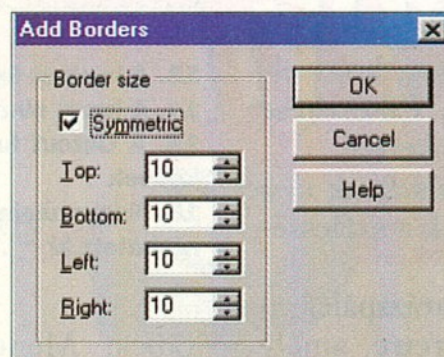 Add Borders
Border size
Symmetric
Top: 10
Bottom: 10
Left: 10
Right: 10
OK
Cancel
Help